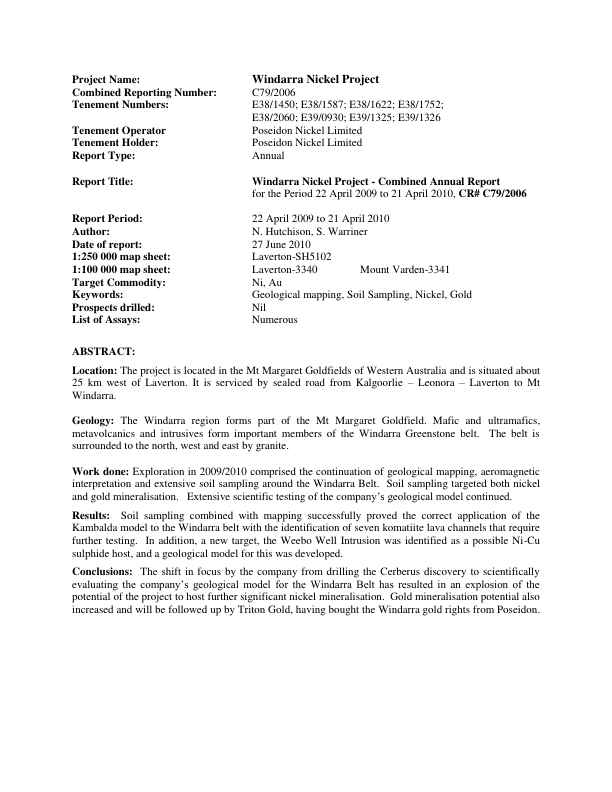 Project Name: Windarra Nickel Project
Combined Reporting Number: C79/2006
Tenement Numbers: E38/1450; E38/1587; E38/1622; E38/1752;
E38/2060; E39/0930; E39/1325; E39/1326
Tenement Operator Poseidon Nickel Limited
Tenement Holder: Poseidon Nickel Limited
Report Type: Annual
Report Title: Windarra Nickel Project - Combined Annual Report
for the Period 22 April 2009 to 21 April 2010, CR# C79/2006
Report Period: 22 April 2009 to 21 April 2010
Author: N. Hutchison, S. Warriner
Date of report: 27 June 2010
1:250 000 map sheet: Laverton-SH5102
1:100 000 map sheet: Laverton-3340 Mount Varden-3341
Target Commodity: Ni, Au
Keywords: Geological mapping, Soil Sampling, Nickel, Gold
Prospects drilled: Nil
List of Assays: Numerous
ABSTRACT:
Location: The project is located in the Mt Margaret Goldfields of Western Australia and is situated about
25 km west of Laverton. It is serviced by sealed road from Kalgoorlie – Leonora – Laverton to Mt
Windarra.
Geology: The Windarra region forms part of the Mt Margaret Goldfield. Mafic and ultramafics,
metavolcanics and intrusives form important members of the Windarra Greenstone belt. The belt is
surrounded to the north, west and east by granite.
Work done: Exploration in 2009/2010 comprised the continuation of geological mapping, aeromagnetic
interpretation and extensive soil sampling around the Windarra Belt. Soil sampling targeted both nickel
and gold mineralisation. Extensive scientific testing of the company's geological model continued.
Results: Soil sampling combined with mapping successfully proved the correct application of the
Kambalda model to the Windarra belt with the identification of seven komatiite lava channels that require
further testing. In addition, a new target, the Weebo Well Intrusion was identified as a possible Ni-Cu
sulphide host, and a geological model for this was developed.
Conclusions: The shift in focus by the company from drilling the Cerberus discovery to scientifically
evaluating the company's geological model for the Windarra Belt has resulted in an explosion of the
potential of the project to host further significant nickel mineralisation. Gold mineralisation potential also
increased and will be followed up by Triton Gold, having bought the Windarra gold rights from Poseidon.